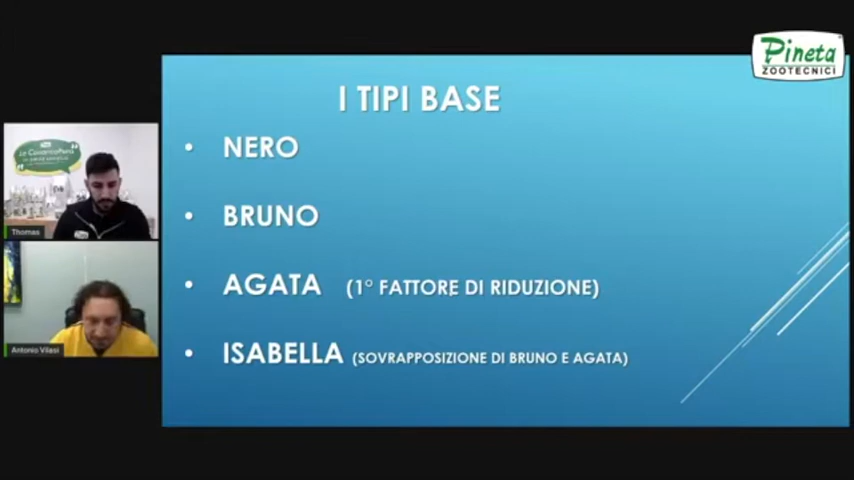 Pineta
ZOOTECNICI
I TIPI BASE
• NERO
• BRUNO
• AGATA (1° FATTORE DI RIDUZIONE)
• ISABELLA (SOVRAPPOSIZIONE DI BRUNO E AGATA)
Thomas
Antonio Vilasi